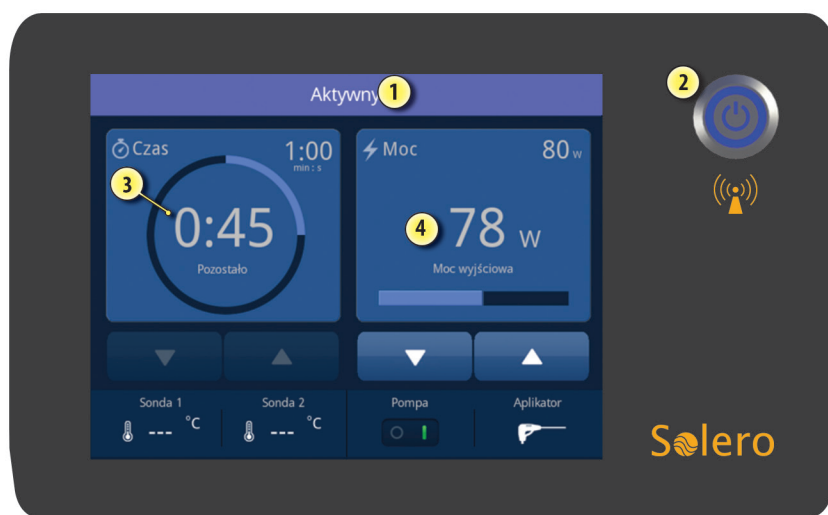 Aktywny 1
2
Czas 1:00
min : s
3
0:45
Pozostało
Moc 80 w
4
78 W
Moc wyjściowa
Sonda 1
--- °C
Sonda 2
--- °C
Pompa
Aplikator
Solero